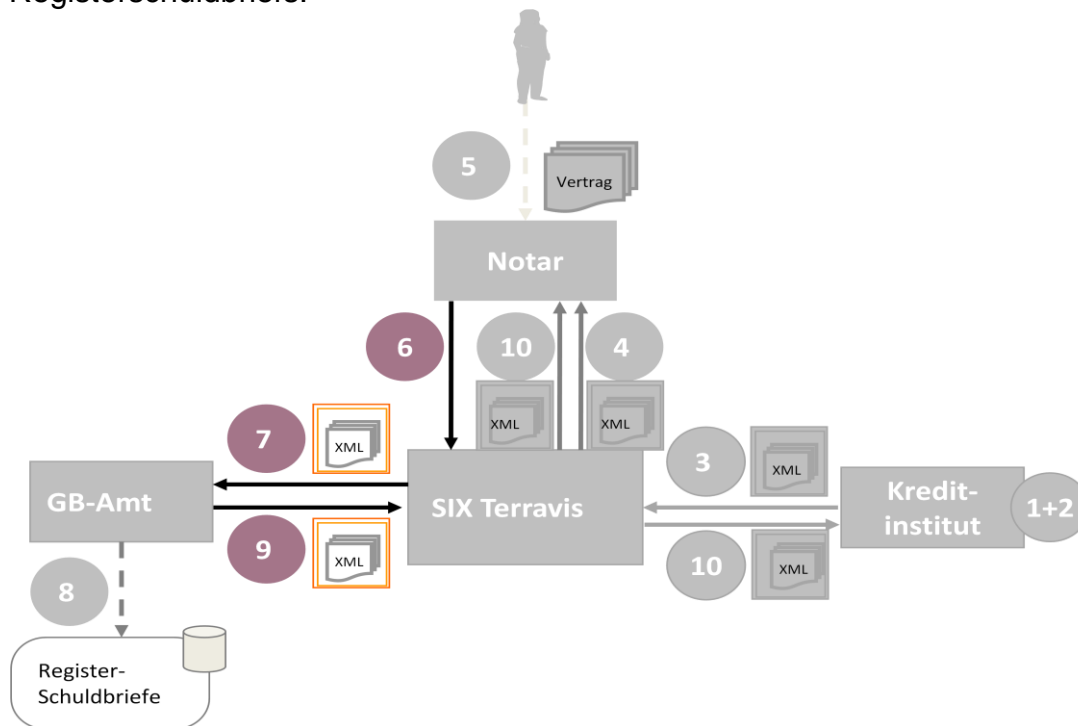 Registerschuldbriefs.
5
Vertrag
Notar
6
10
4
XML
XML
7
XML
3
XML
GB-Amt
SIX Terravis
Kredit-
institut
1+2
9
XML
10
XML
8
Register-
Schuldbriefe